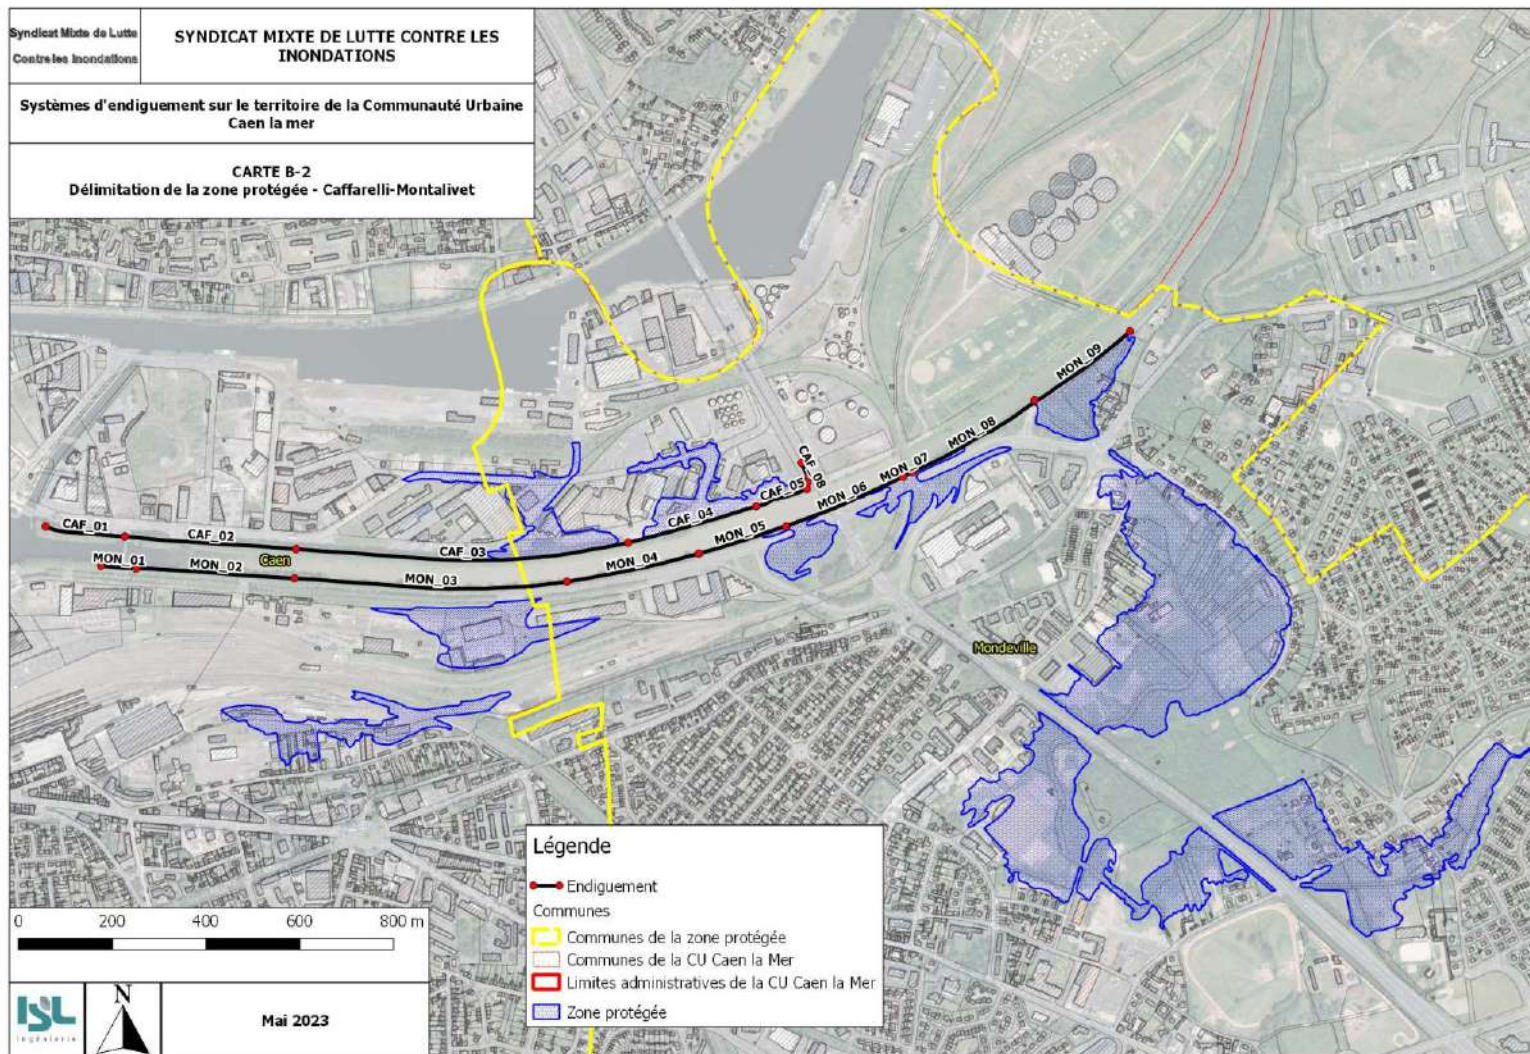 Syndicat Mixte de Lutte
Contre les Inondations
SYNDICAT MIXTE DE LUTTE CONTRE LES
INONDATIONS
Systèmes d'endiguement sur le territoire de la Communauté Urbaine
Caen la mer
CARTE B-2
Délimitation de la zone protégée - Caffarelli-Montalivet
MON_09
MON_08
MON_07
MON_06
CAF_08
CAF_05
CAF_04
MON_05
CAF_01
CAF_02
CAF_03
MON_04
MON_01
MON_02
Caen
MON_03
Mondeville
Légende
Endiguement
Communes
Communes de la zone protégée
Communes de la CU Caen la Mer
Limites administratives de la CU Caen la Mer
Zone protégée
0 200 400 600 800 m
ISL
Ingénierie
N
Mai 2023